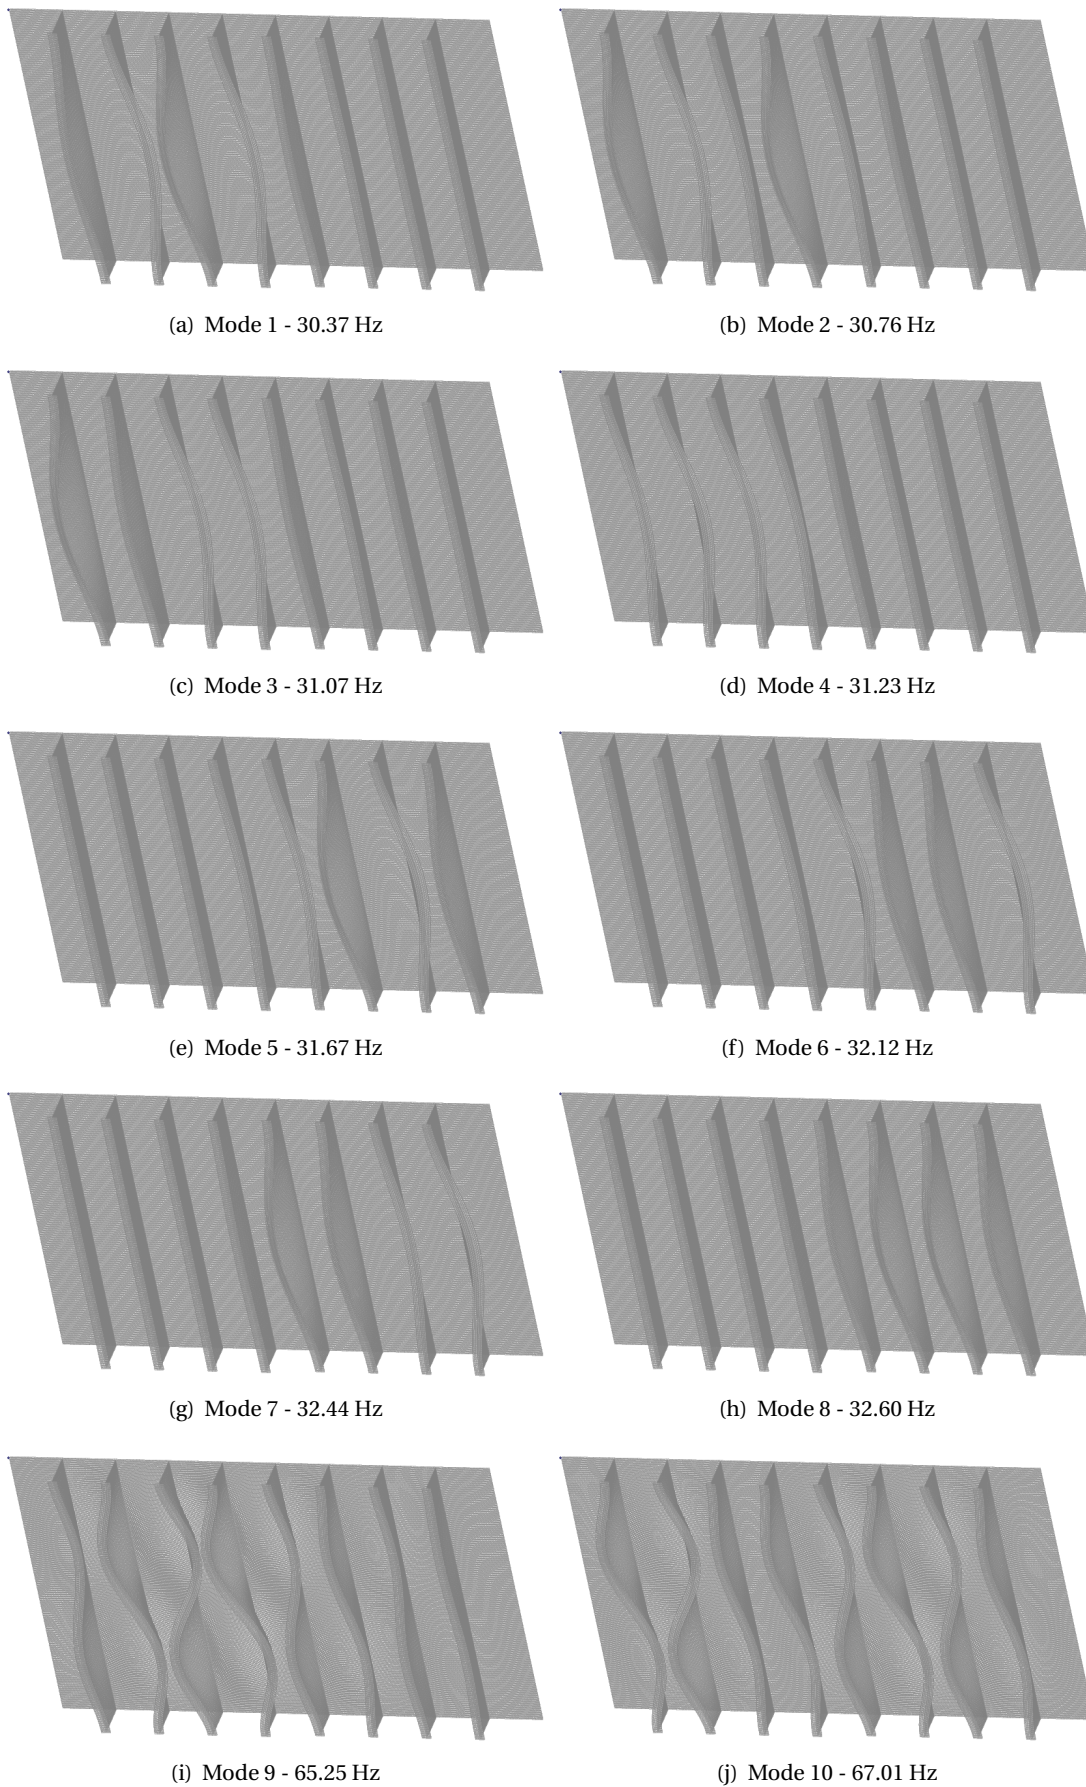 (a) Mode 1 - 30.37 Hz
(b) Mode 2 - 30.76 Hz
(c) Mode 3 - 31.07 Hz
(d) Mode 4 - 31.23 Hz
(e) Mode 5 - 31.67 Hz
(f) Mode 6 - 32.12 Hz
(g) Mode 7 - 32.44 Hz
(h) Mode 8 - 32.60 Hz
(i) Mode 9 - 65.25 Hz
(j) Mode 10 - 67.01 Hz